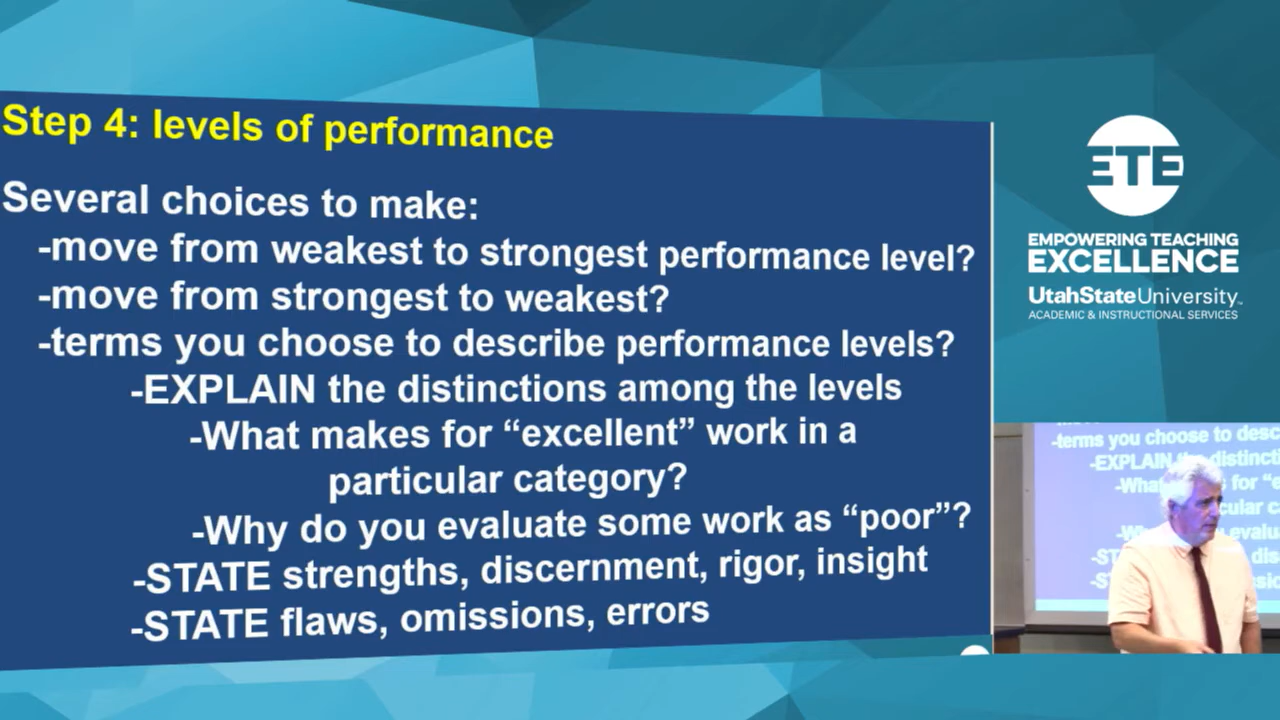 Step 4: levels of performance
Several choices to make:
-move from weakest to strongest performance level?
-move from strongest to weakest?
-terms you choose to describe performance levels?
-EXPLAIN the distinctions among the levels
-What makes for “excellent” work in a
particular category?
-Why do you evaluate some work as “poor”?
-STATE strengths, discernment, rigor, insight
-STATE flaws, omissions, errors
ETE
EMPOWERING TEACHING
EXCELLENCE
UtahStateUniversity™
ACADEMIC & INSTRUCTIONAL SERVICES
-terms you choose to desc
-EXPLAIN
for “e